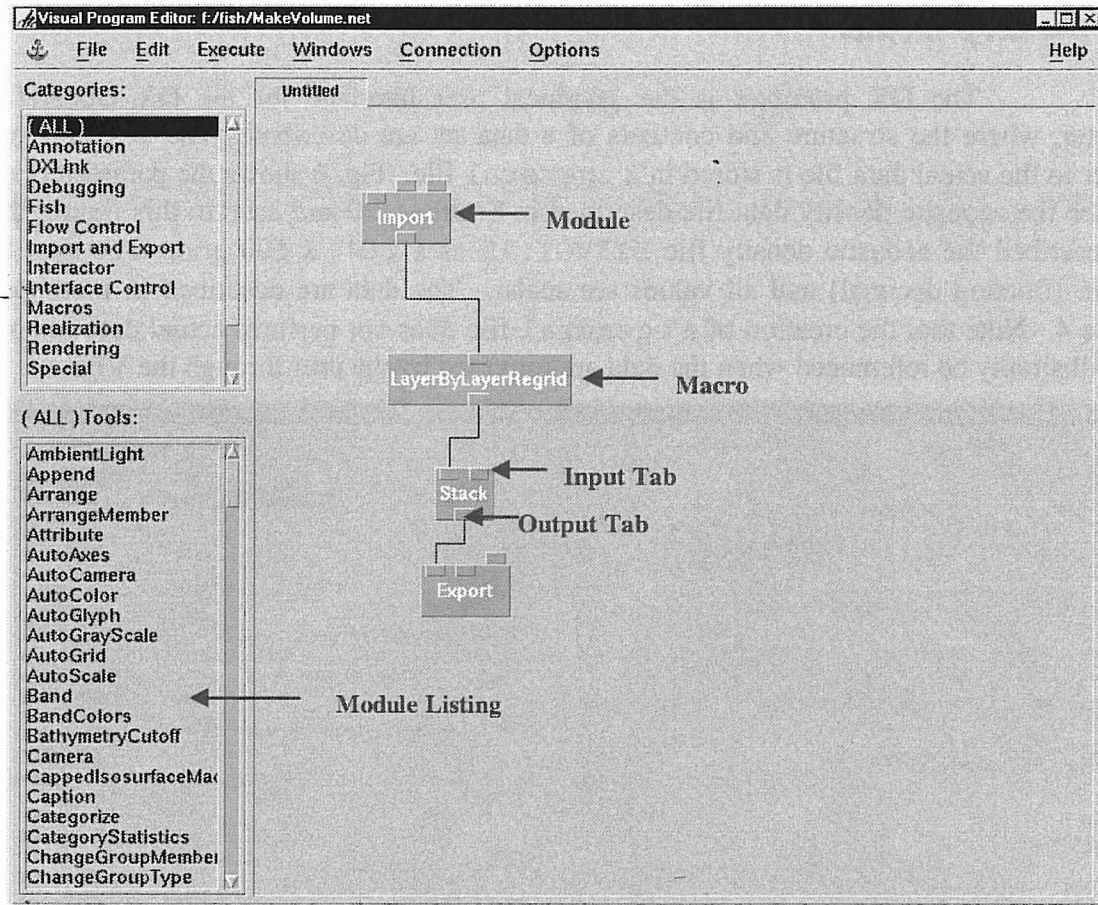 Visual Program Editor: f:/fish/MakeVolume.net
File Edit Execute Windows Connection Options Help
Categories:
Untitled
(ALL)
Annotation
DXLink
Debugging
Fish
Flow Control
Import and Export
Interactor
Interface Control
Macros
Realization
Rendering
Special
(ALL) Tools:
AmbientLight
Append
Arrange
ArrangeMember
Attribute
AutoAxes
AutoCamera
AutoColor
AutoGlyph
AutoGrayScale
AutoGrid
AutoScale
Band
BandColors
BathymetryCutoff
Camera
CappedIsosurfaceMac
Caption
Categorize
CategoryStatistics
ChangeGroupMember
ChangeGroupType
Import
Module
LayerByLayerRegrid
Macro
Stack
Input Tab
Output Tab
Export
Module Listing